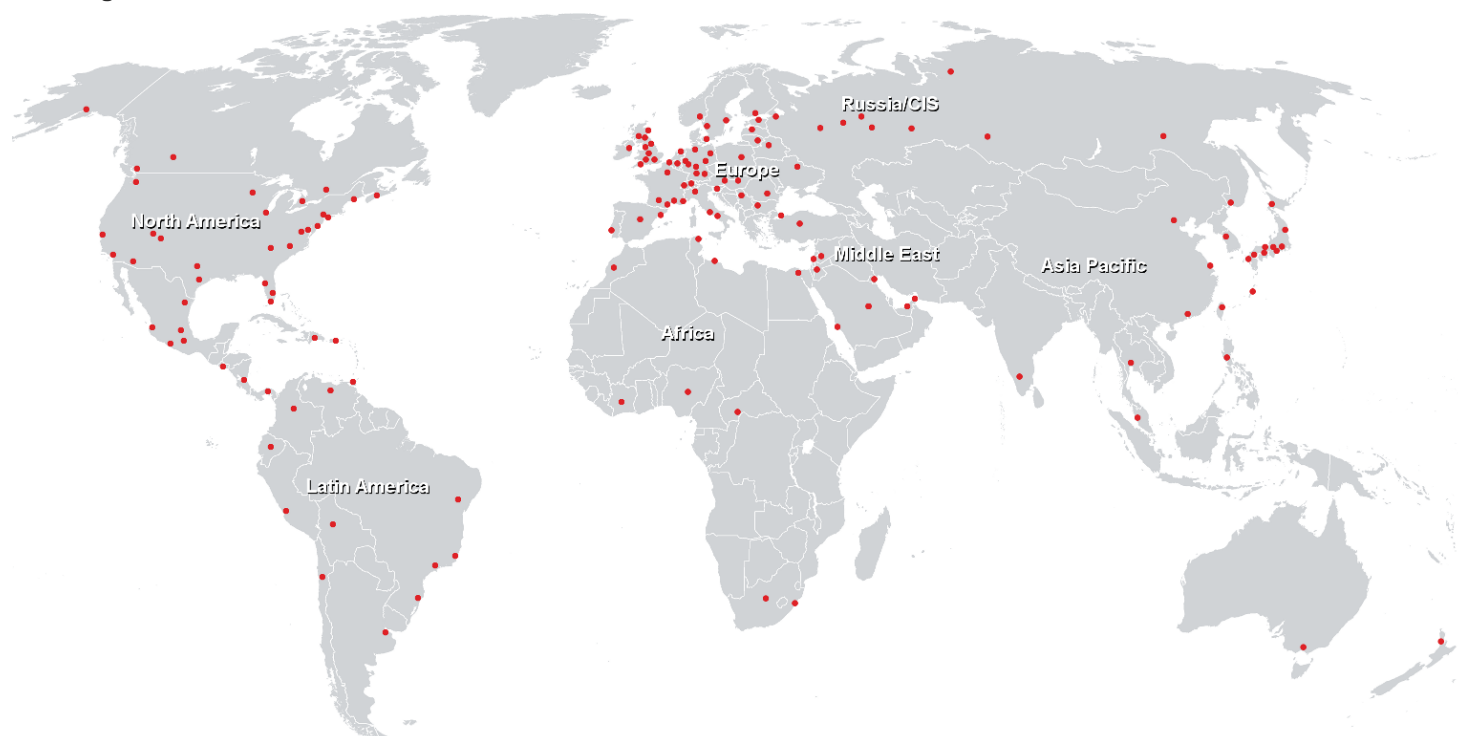 Russia/CIS
Europe
North America
Middle East
Asia Pacific
Africa
Latin America